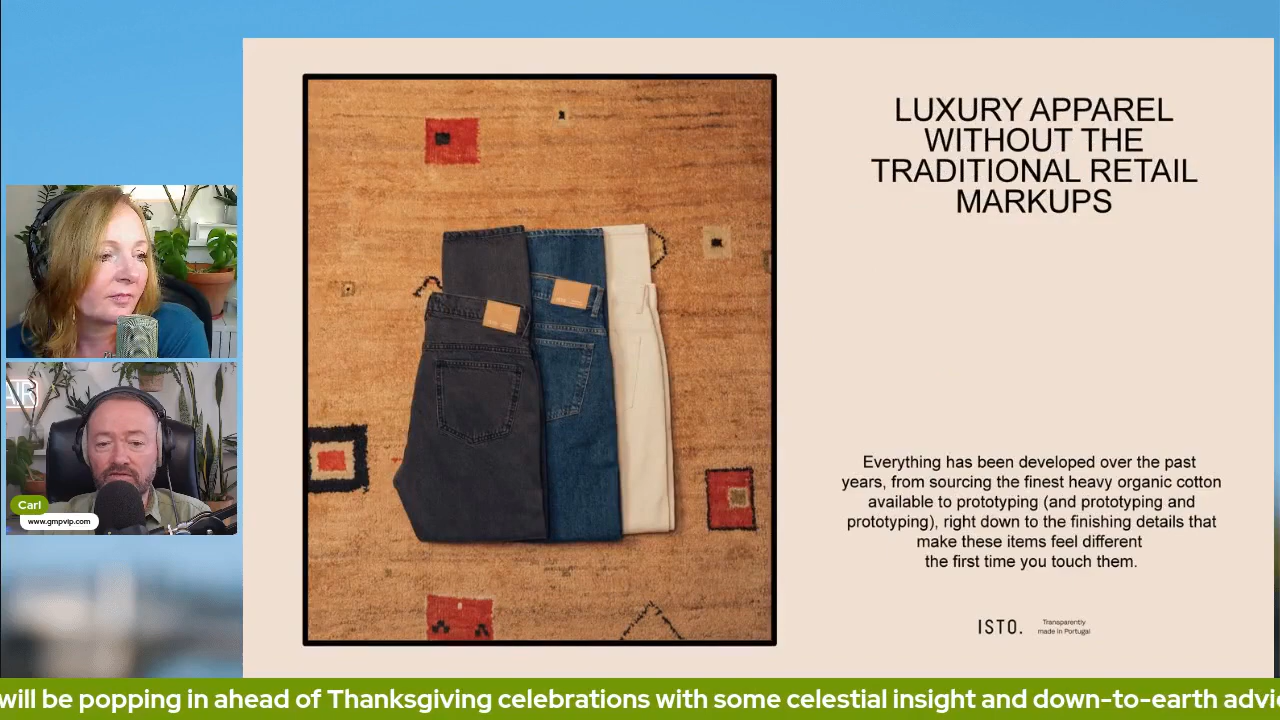 LUXURY APPAREL
WITHOUT THE
TRADITIONAL RETAIL
MARKUPS
Everything has been developed over the past
years, from sourcing the finest heavy organic cotton
available to prototyping (and prototyping and
prototyping), right down to the finishing details that
make these items feel different
the first time you touch them.
ISTO.
Transparently
made in Portugal
AIR
Carl
www.gmpvip.com
will be popping in ahead of Thanksgiving celebrations with some celestial insight and down-to-earth advi